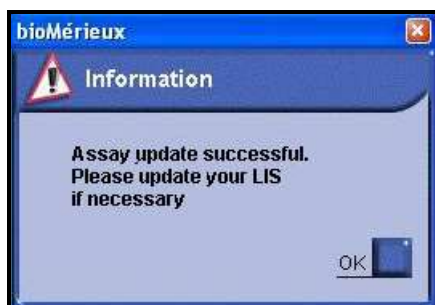 bioMérieux
Information
Assay update successful.
Please update your LIS
if necessary
OK